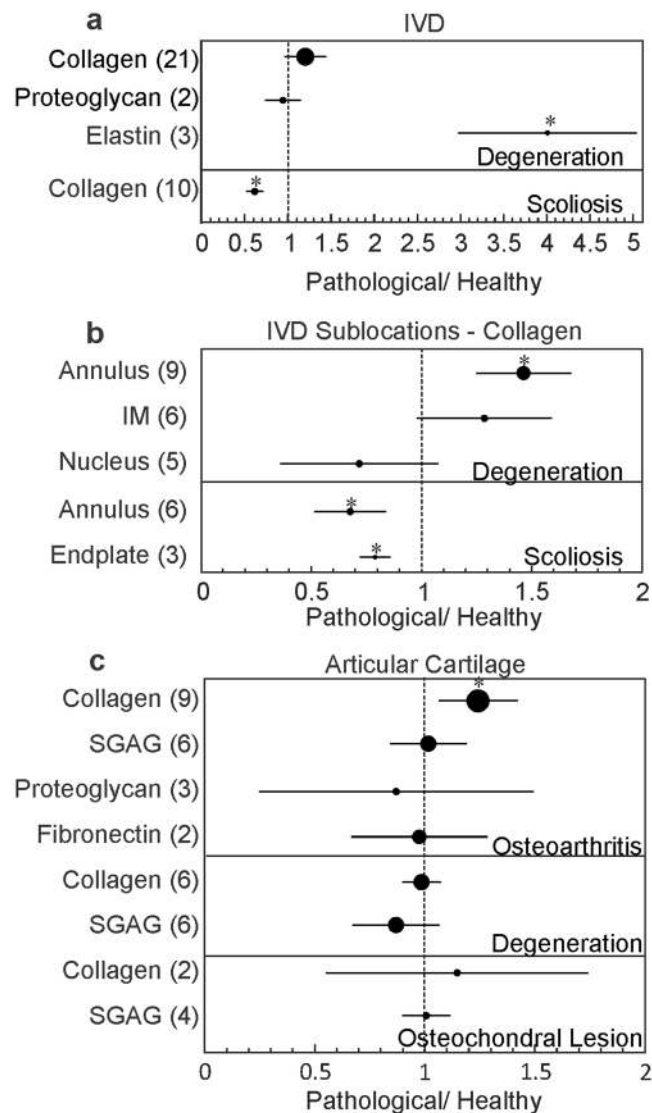 a IVD
Collagen (21)
Proteoglycan (2)
Elastin (3)
*
Degeneration
Collagen (10)
*
Scoliosis
0 0.5 1 1.5 2 2.5 3 3.5 4 4.5 5
Pathological/ Healthy
b IVD Sublocations - Collagen
Annulus (9)
*
IM (6)
Nucleus (5)
Degeneration
Annulus (6)
*
Endplate (3)
*
Scoliosis
0 0.5 1 1.5 2
Pathological/ Healthy
c Articular Cartilage
Collagen (9)
*
SGAG (6)
Proteoglycan (3)
Fibronectin (2)
Osteoarthritis
Collagen (6)
SGAG (6)
Degeneration
Collagen (2)
SGAG (4)
Osteochondral Lesion
0 0.5 1 1.5 2
Pathological/ Healthy